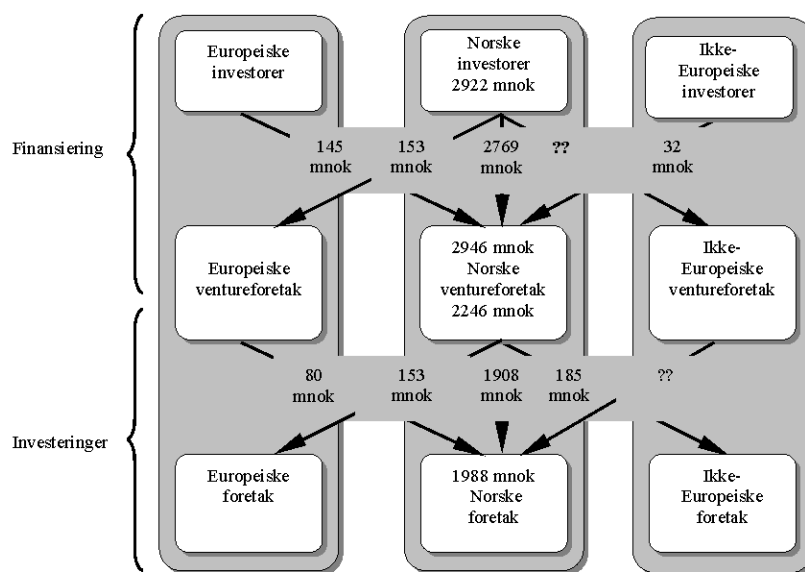 Europeiske
investorer
Norske
investorer
2922 mnok
Ikke-
Europeiske
investorer
Finansiering
145
mnok
153
mnok
2769
mnok
??
32
mnok
Europeiske
ventureforetak
2946 mnok
Norske
ventureforetak
2246 mnok
Ikke-
Europeiske
ventureforetak
80
mnok
153
mnok
1908
mnok
185
mnok
??
Investeringer
Europeiske
foretak
1988 mnok
Norske
foretak
Ikke-
Europeiske
foretak